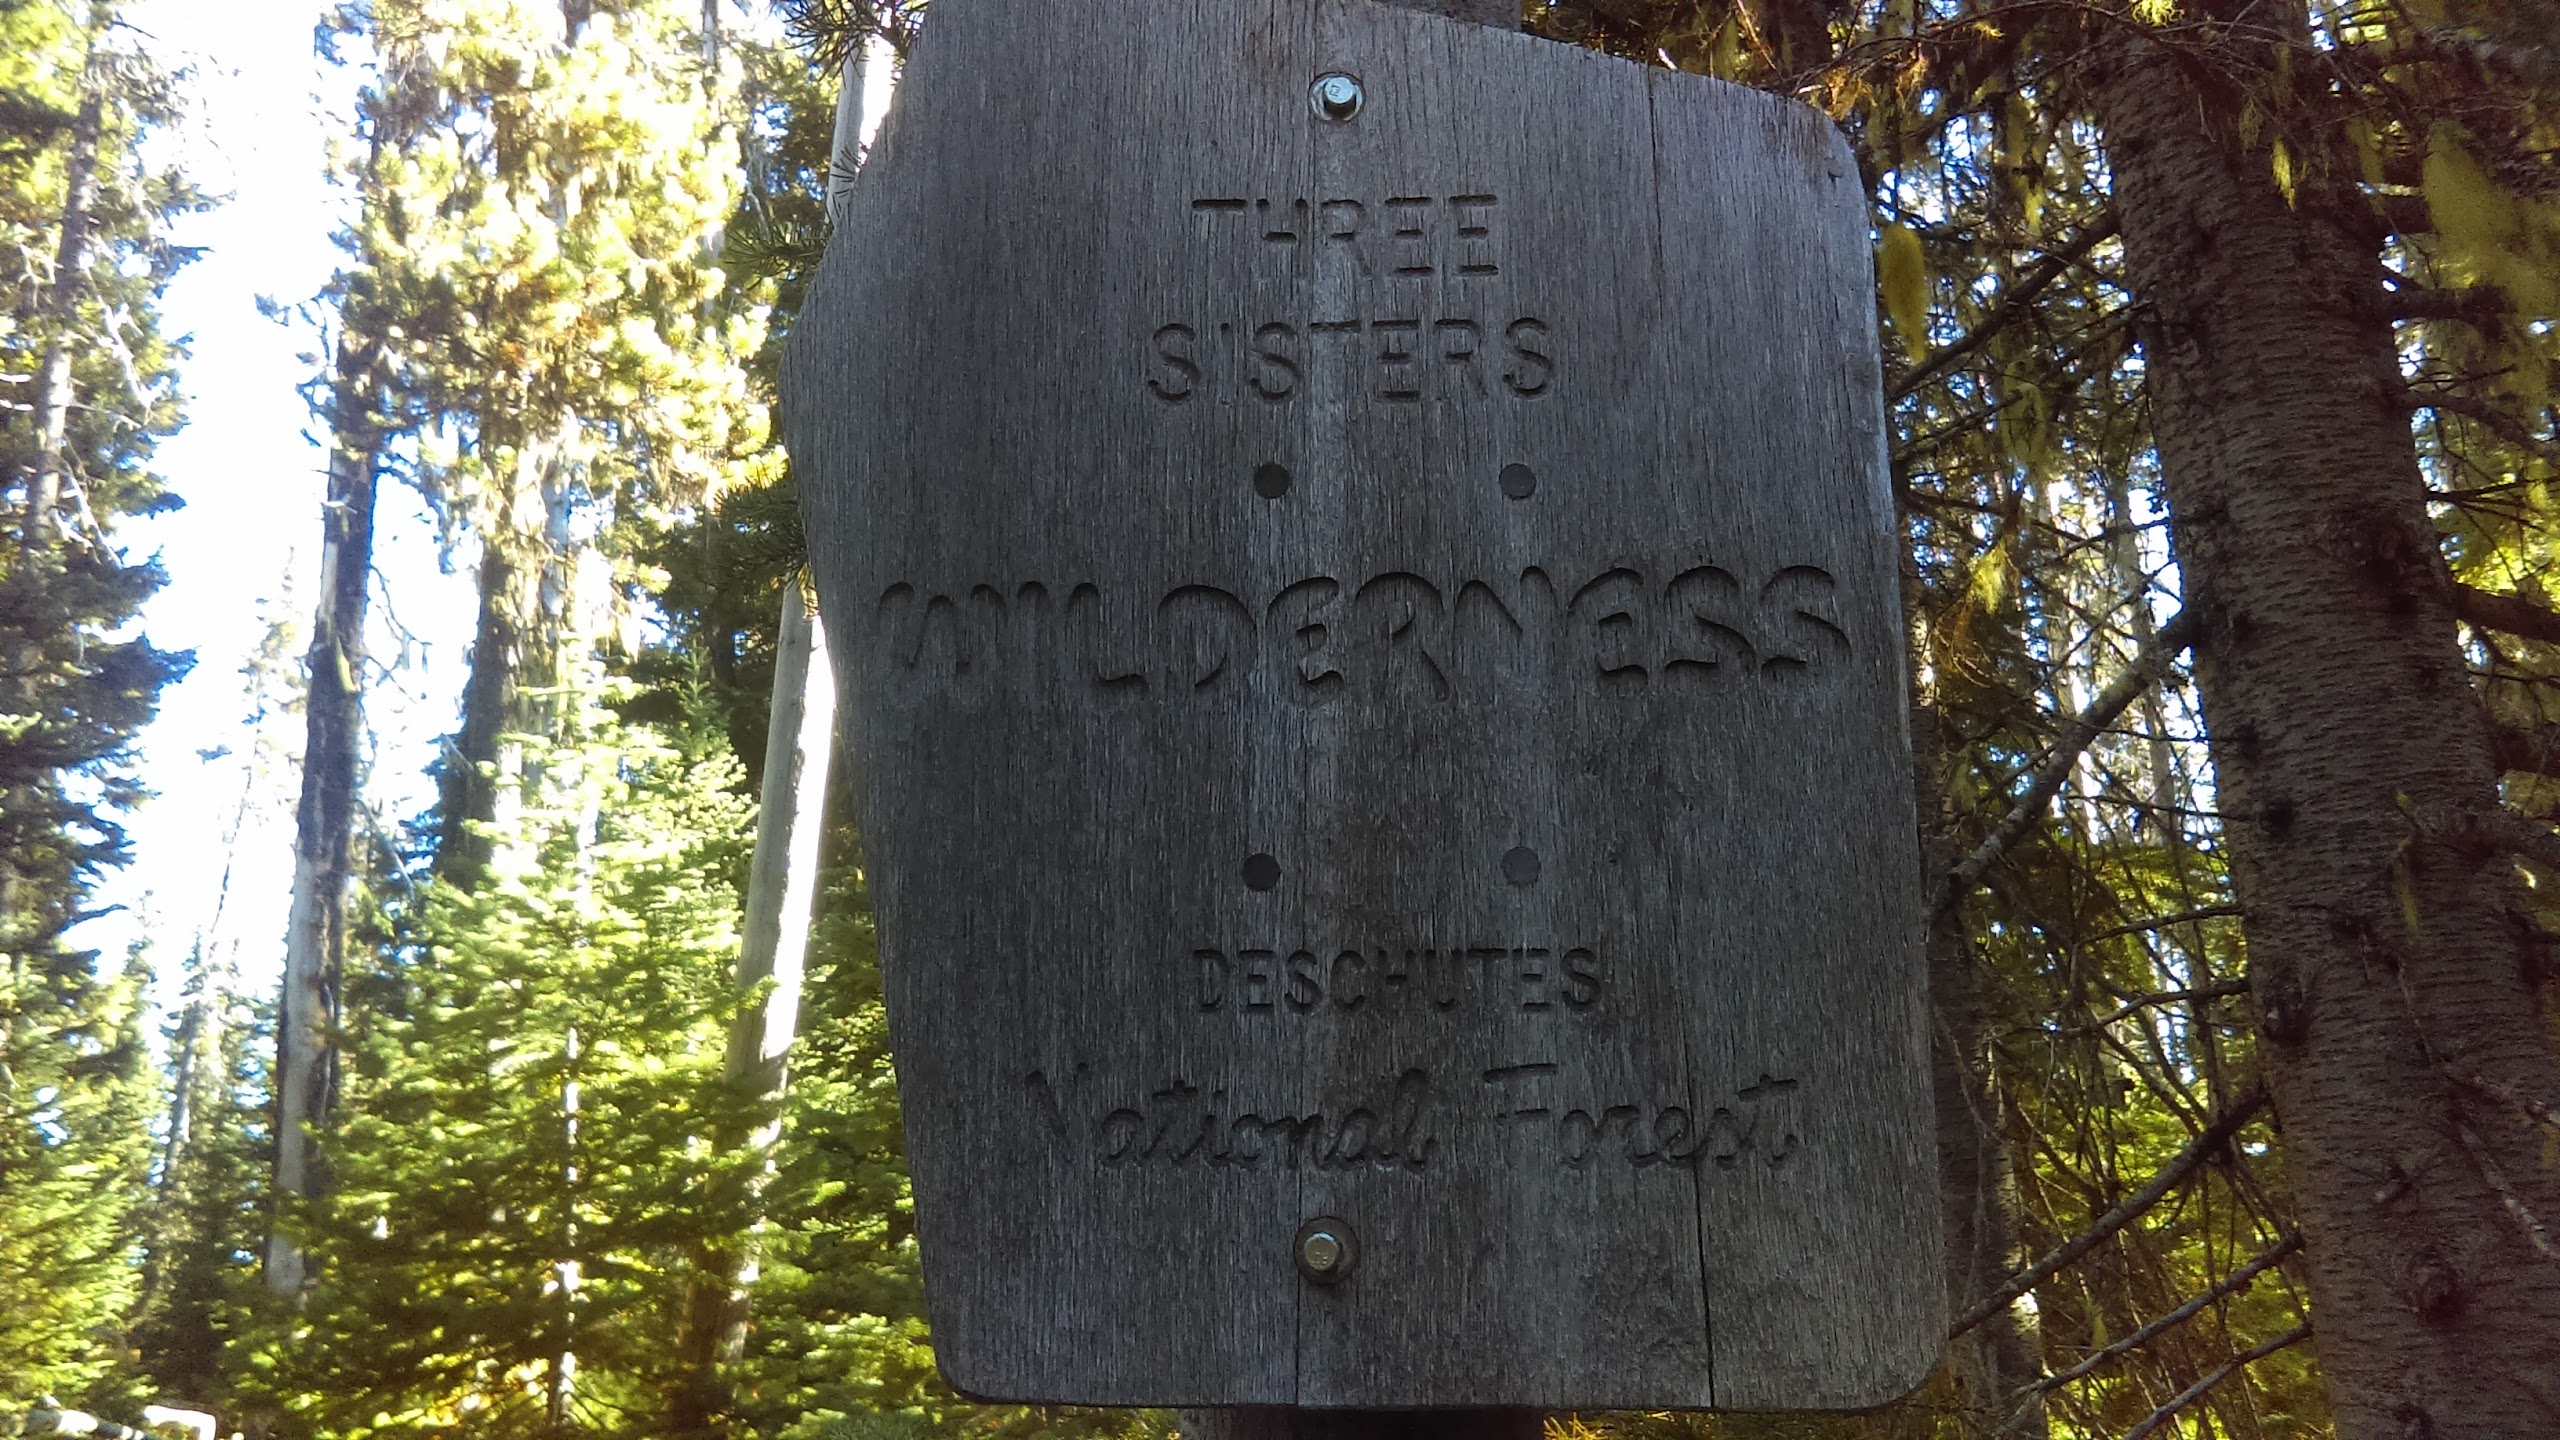 THREE
SISTERS
WILDERNESS
DESCHUTES
National Forest